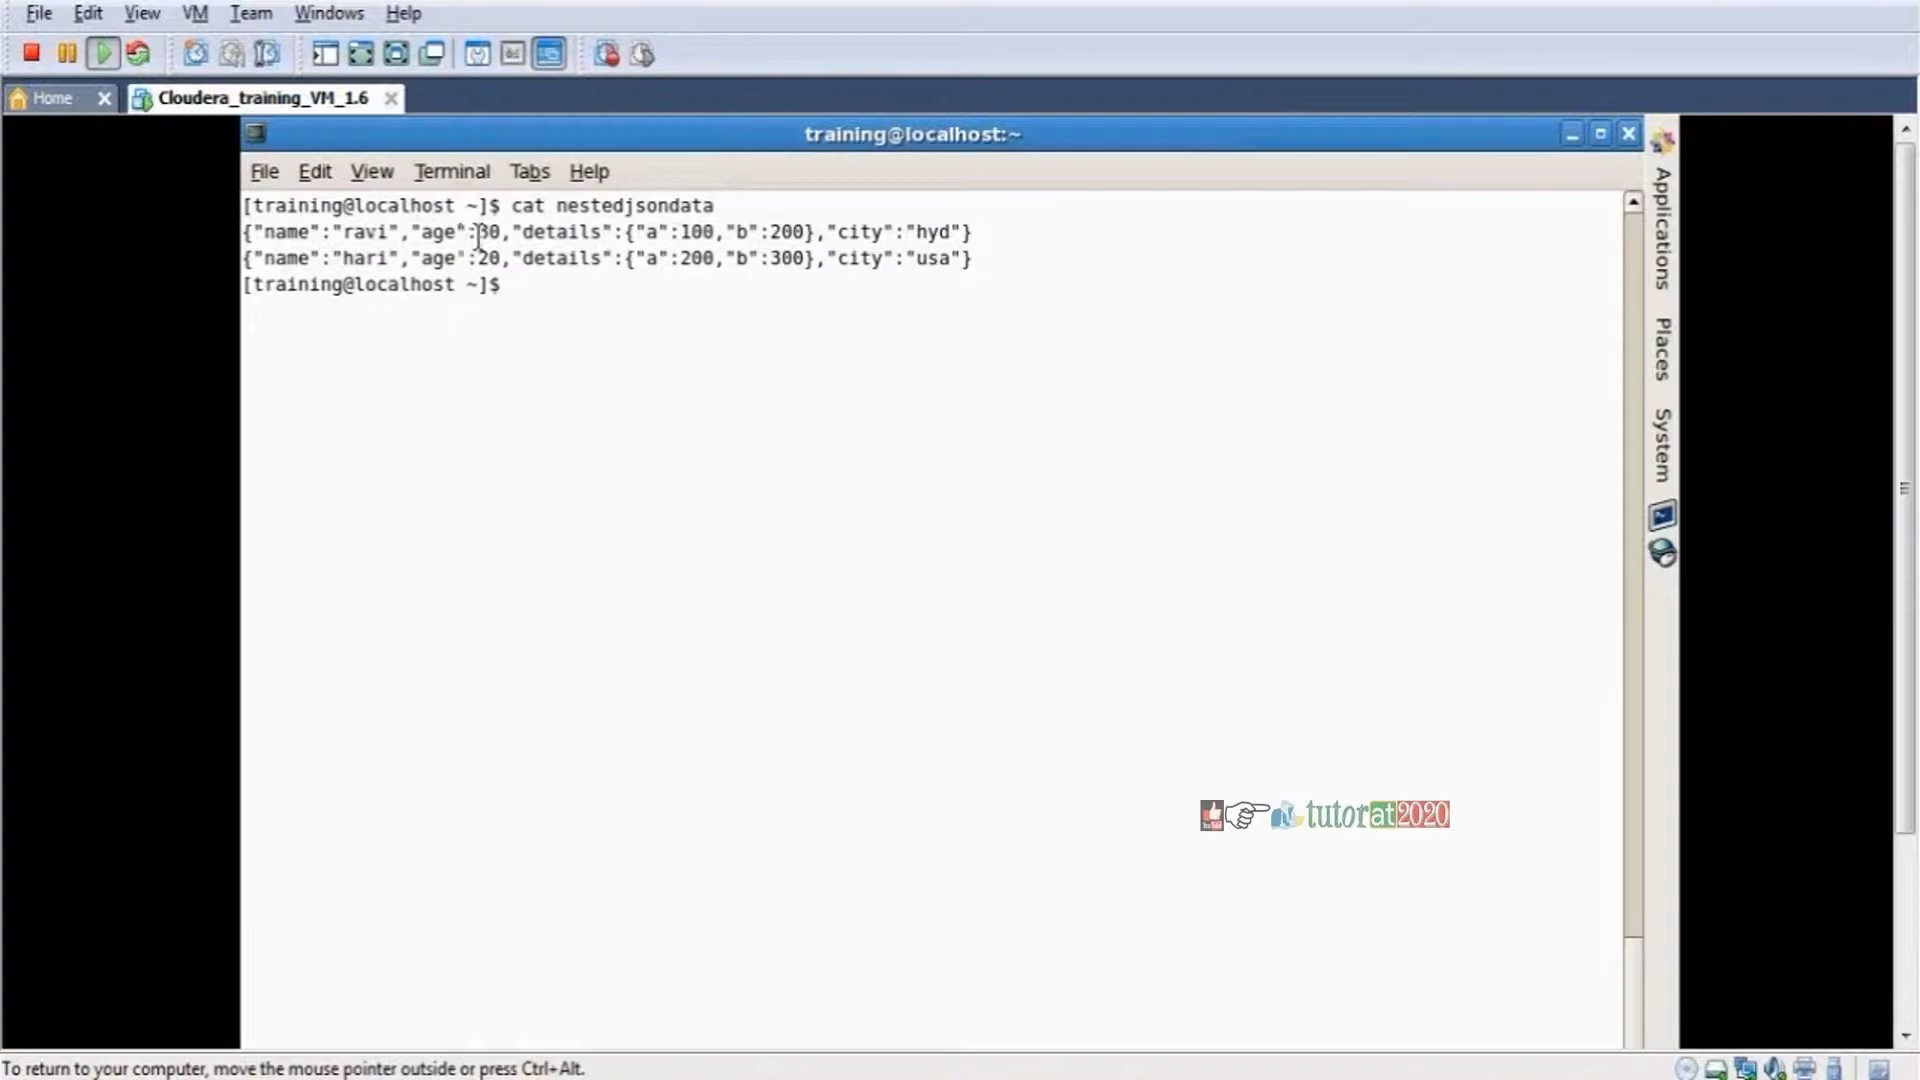 File Edit View VM Team Windows Help
Home Cloudera_training_VM_1.6
training@localhost:~
File Edit View Terminal Tabs Help
[training@localhost ~]$ cat nestedjsondata
{"name":"ravi","age":30,"details":{"a":100,"b":200},"city":"hyd"}
{"name":"hari","age":20,"details":{"a":200,"b":300},"city":"usa"}
[training@localhost ~]$
Applications
Places
System
tutorat2020
To return to your computer, move the mouse pointer outside or press Ctrl+Alt.